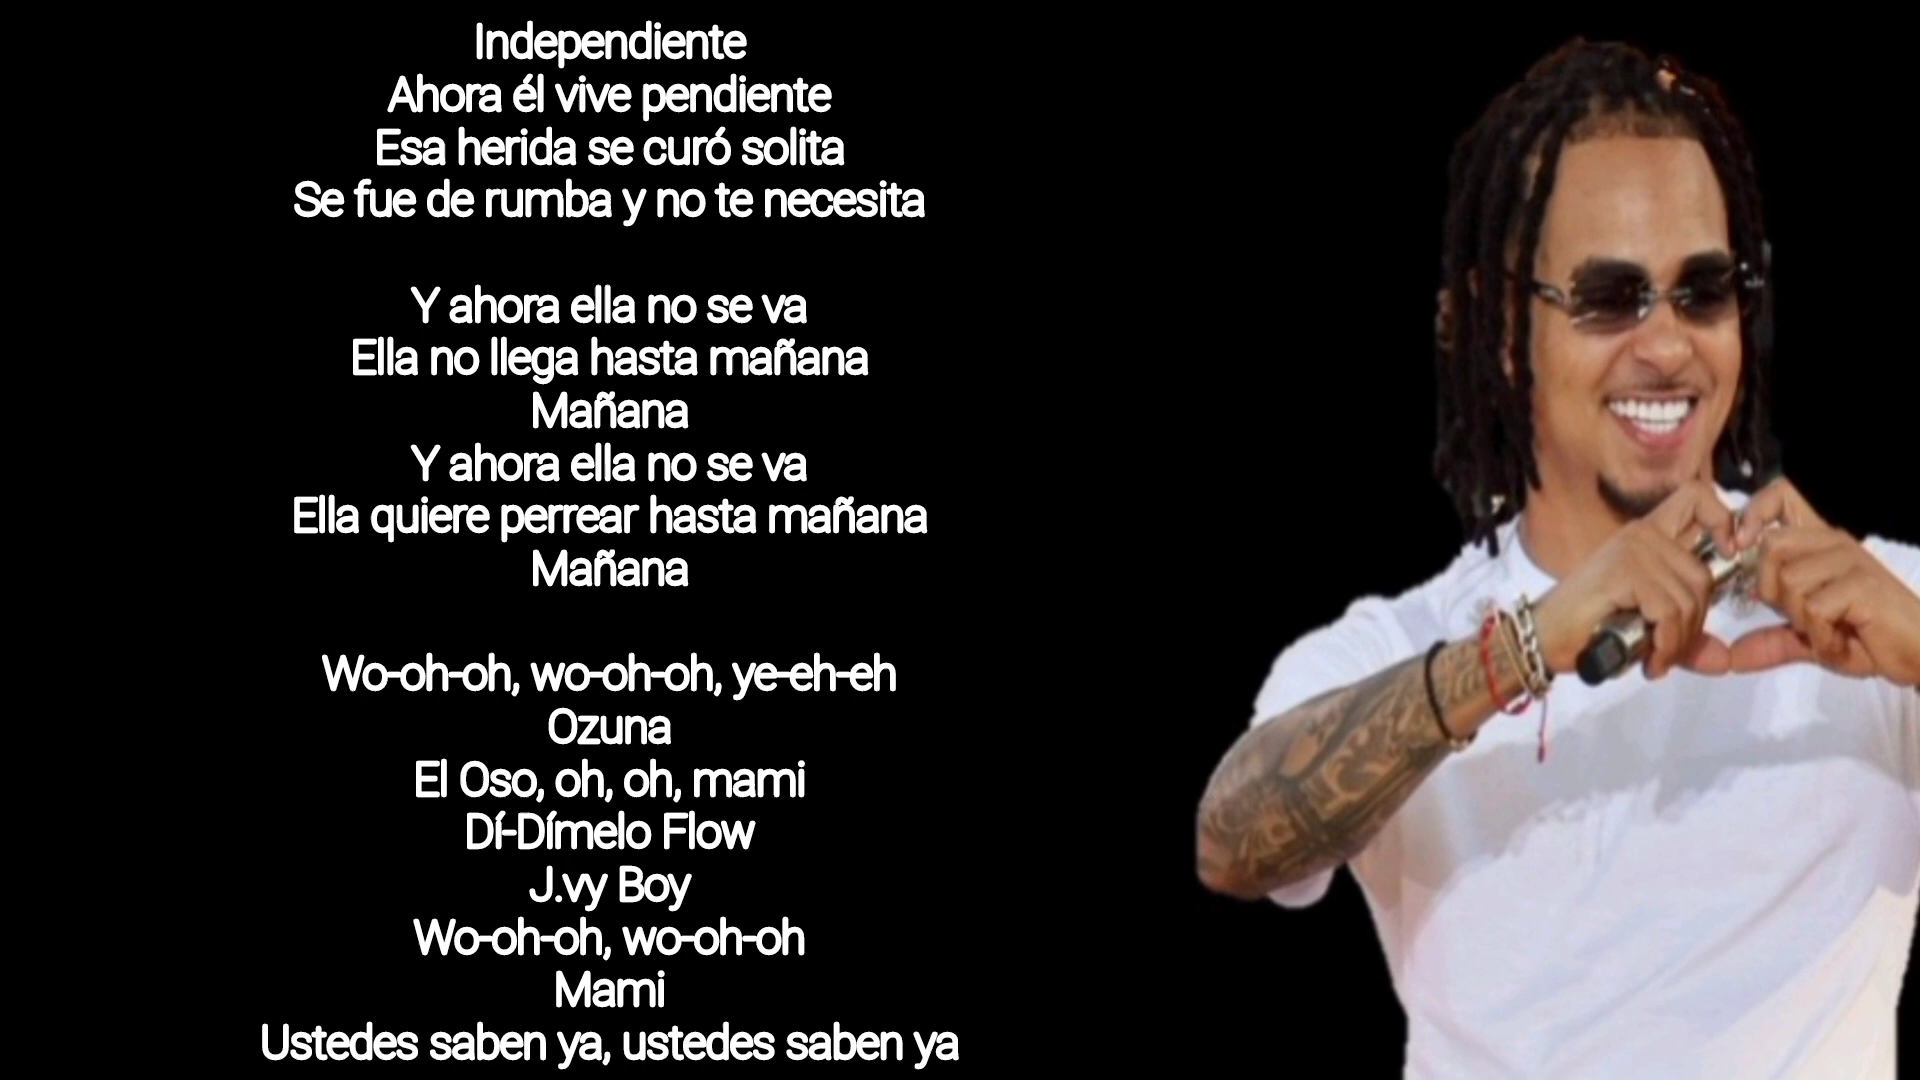 Independiente
Ahora él vive pendiente
Esa herida se curó solita
Se fue de rumba y no te necesita
Y ahora ella no se va
Ella no llega hasta mañana
Mañana
Y ahora ella no se va
Ella quiere perrear hasta mañana
Mañana
Wo-oh-oh, wo-oh-oh, ye-eh-eh
Ozuna
El Oso, oh, oh, mami
Dí-Dímelo Flow
J.vy Boy
Wo-oh-oh, wo-oh-oh
Mami
Ustedes saben ya, ustedes saben ya